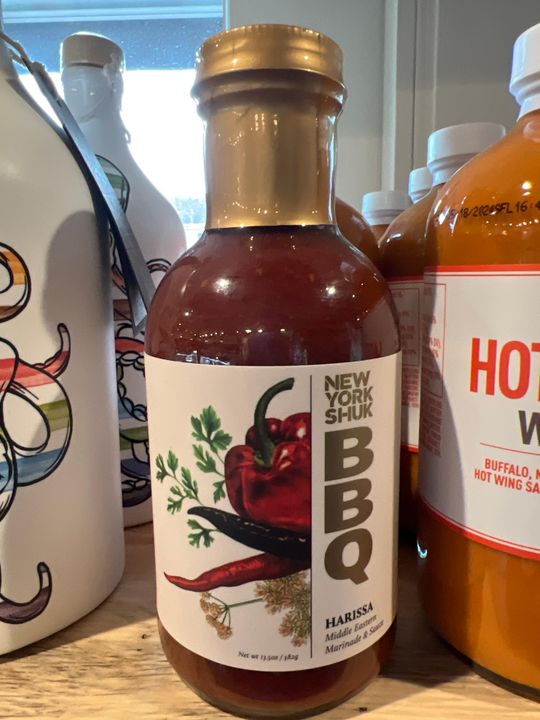 NEW
YORK
SHUK
BBQ
HARISSA
Middle Eastern
Marinade & Sauce
Net wt 13.5oz / 382g
HOT
BUFFALO, N
HOT WING SA